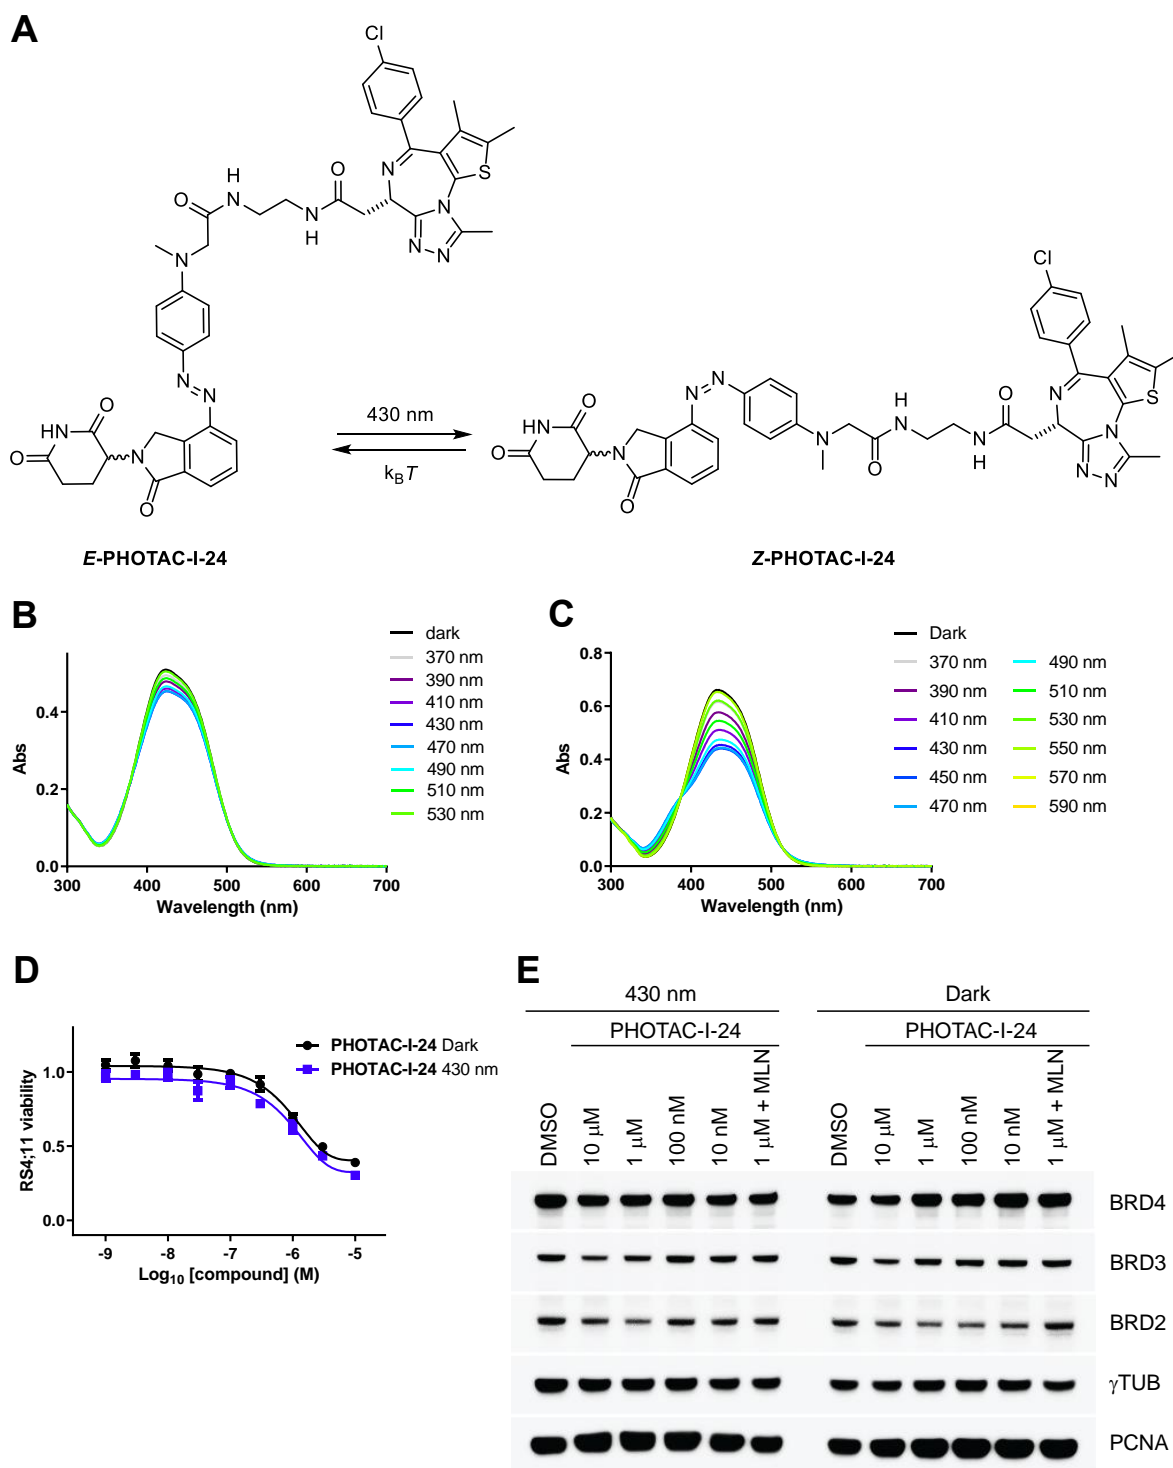 A
Cl
N
S
N
N
N
O
H
N
O
N
H
O
N
N
N
O
NH
O
N
O
430 nm
kBT
E-PHOTAC-I-24
Cl
N
S
N
N
N
O
H
N
N
H
O
N
N
N
O
NH
O
N
O
Z-PHOTAC-I-24
B
dark
370 nm
390 nm
410 nm
430 nm
470 nm
490 nm
510 nm
530 nm
Abs
0.4
0.2
0.0
300 400 500 600 700
Wavelength (nm)
C
Dark
370 nm
390 nm
410 nm
430 nm
450 nm
470 nm
490 nm
510 nm
530 nm
550 nm
570 nm
590 nm
Abs
0.8
0.6
0.4
0.2
0.0
300 400 500 600 700
Wavelength (nm)
D
PHOTAC-I-24 Dark
PHOTAC-I-24 430 nm
RS4;11 viability
1.0
0.5
0.0
-9 -8 -7 -6 -5
Log10 [compound] (M)
E
430 nm Dark
PHOTAC-I-24 PHOTAC-I-24
DMSO
10 μM
1 μM
100 nM
10 nM
1 μM + MLN
DMSO
10 μM
1 μM
100 nM
10 nM
1 μM + MLN
BRD4
BRD3
BRD2
γTUB
PCNA